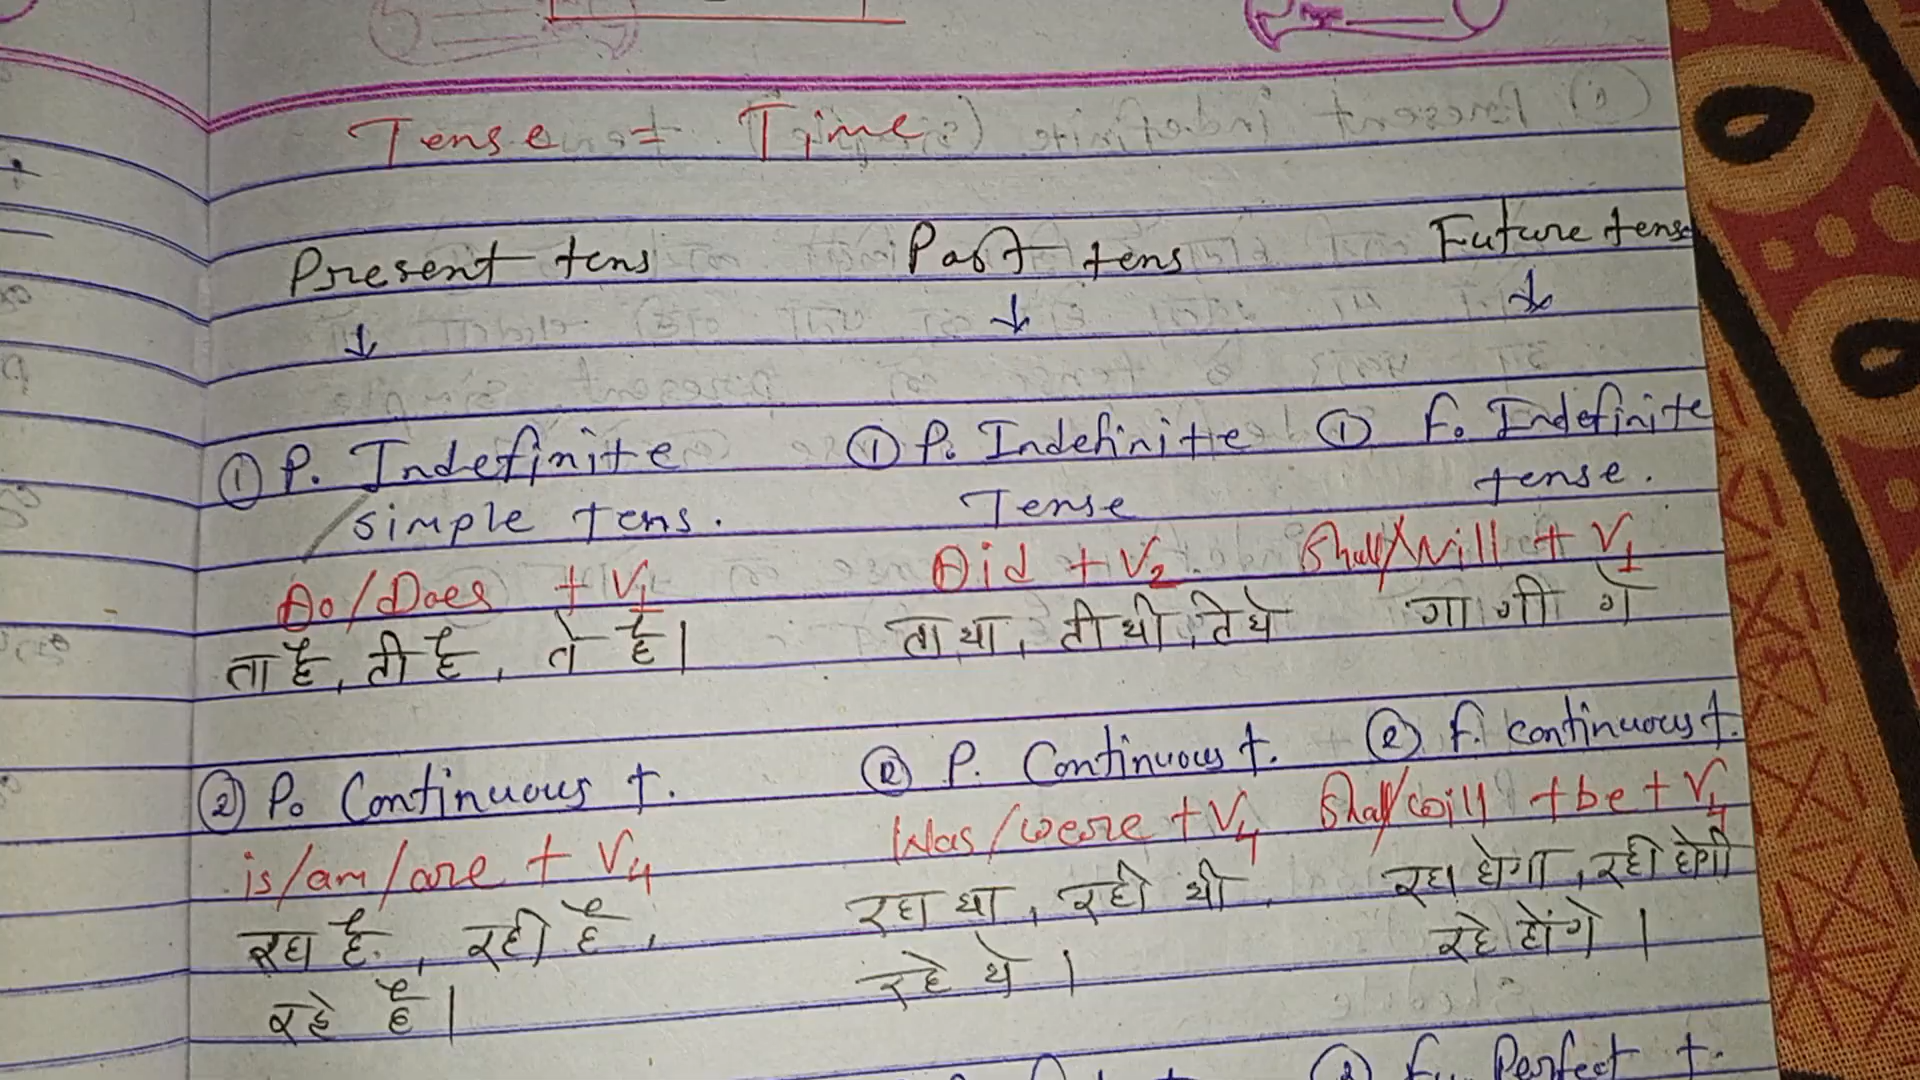 Tense = Time
Present tens
Past tens
Future tense
① P. Indefinite
simple tens.
Do/Does + V1
ता है, ती है, ते है।
① P. Indefinite
Tense
Did + V2
ता था, ती थी, ते थे
① F. Indefinite
tense.
Shall/Will + V1
गा गी गे
② P. Continuous t.
is/am/are + V4
रहा है, रही है,
रहे है।
② P. Continuous t.
Was/were + V4
रहा था, रही थी,
रहे थे।
② F. continuous t.
Shall/will + be + V4
रहा होगा, रही होगी
रहे होंगे।
Perfect t.